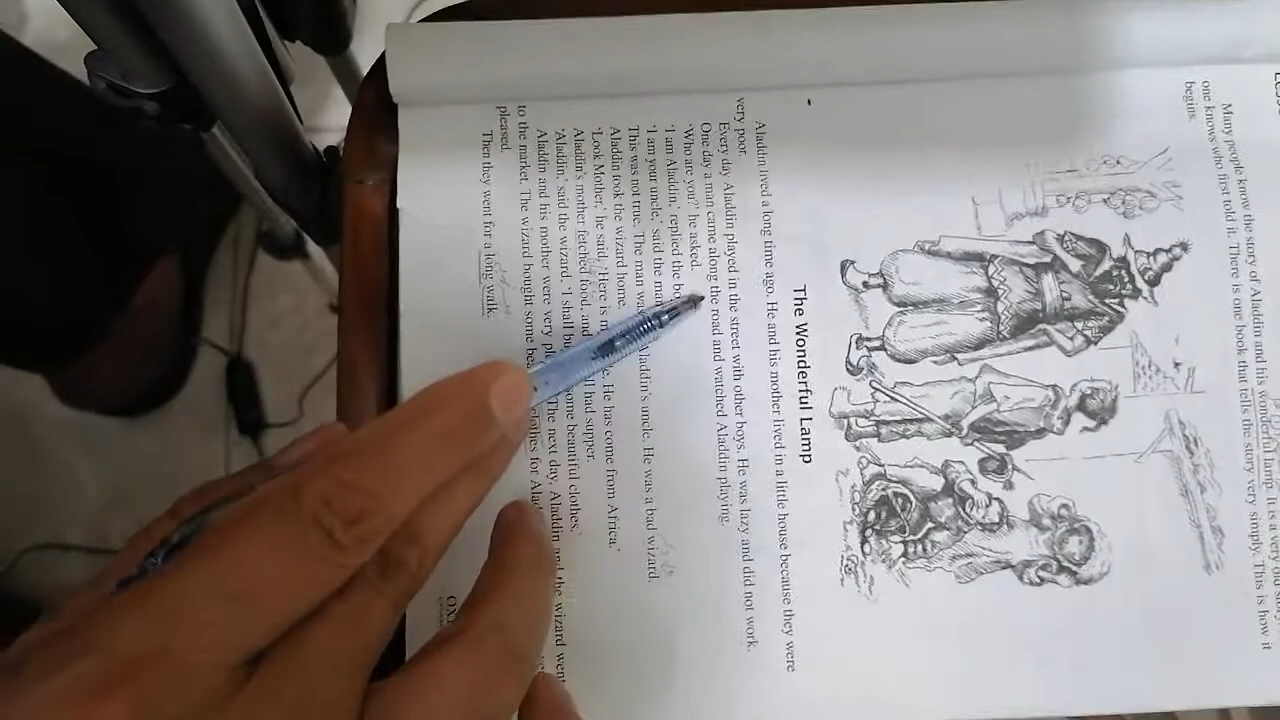 Many people know the story of Aladdin and his wonderful lamp. It is a very old
one knows who first told it. There is one book that tells the story very simply. This is how it
begins.
The Wonderful Lamp
Aladdin lived a long time ago. He and his mother lived in a little house because they were
very poor.
Every day Aladdin played in the street with other boys. He was lazy and did not work.
One day a man came along the road and watched Aladdin playing.
'Who are you?' he asked.
'I am Aladdin,' replied the
'I am your uncle,' said the
This was not true. The man Aladdin's uncle. He was a bad wizard.
Aladdin took the wizard home.
'Look Mother,' he said, 'Here is He has come from Africa.'
Aladdin's mother fetched food, and had supper.
'Aladdin,' said the wizard 'I shall some beautiful clothes.'
Aladdin and his mother were very The next day, Aladdin and the wizard went
to the market. The wizard bought some clothes for
pleased.
Then they went for a long walk.